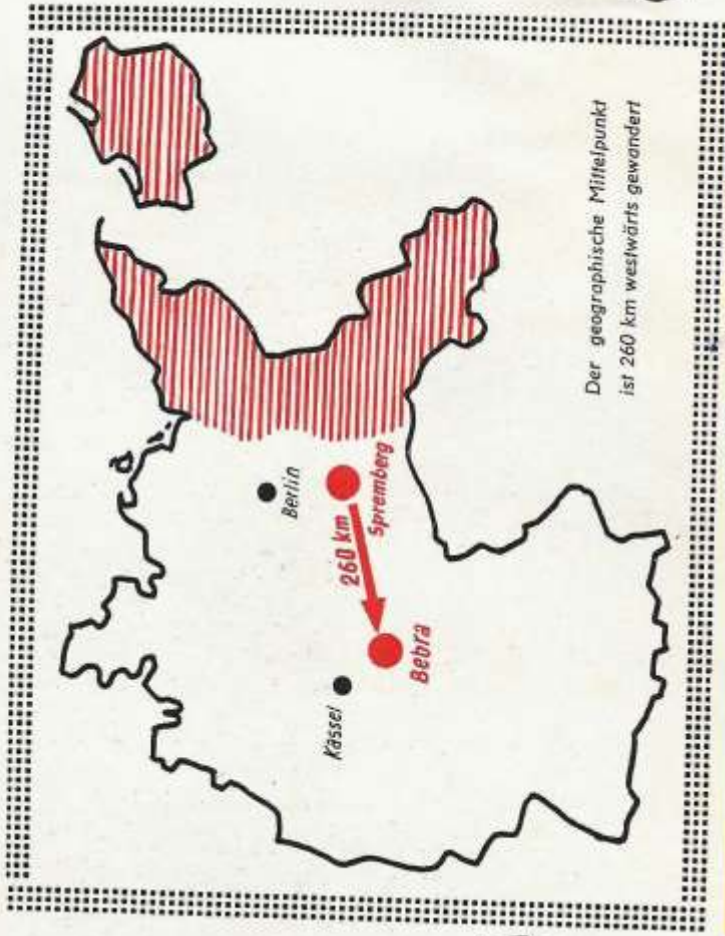 Berlin
260 km
Spremberg
Kassel
Bebra
Der geographische Mittelpunkt
ist 260 km westwärts gewandert